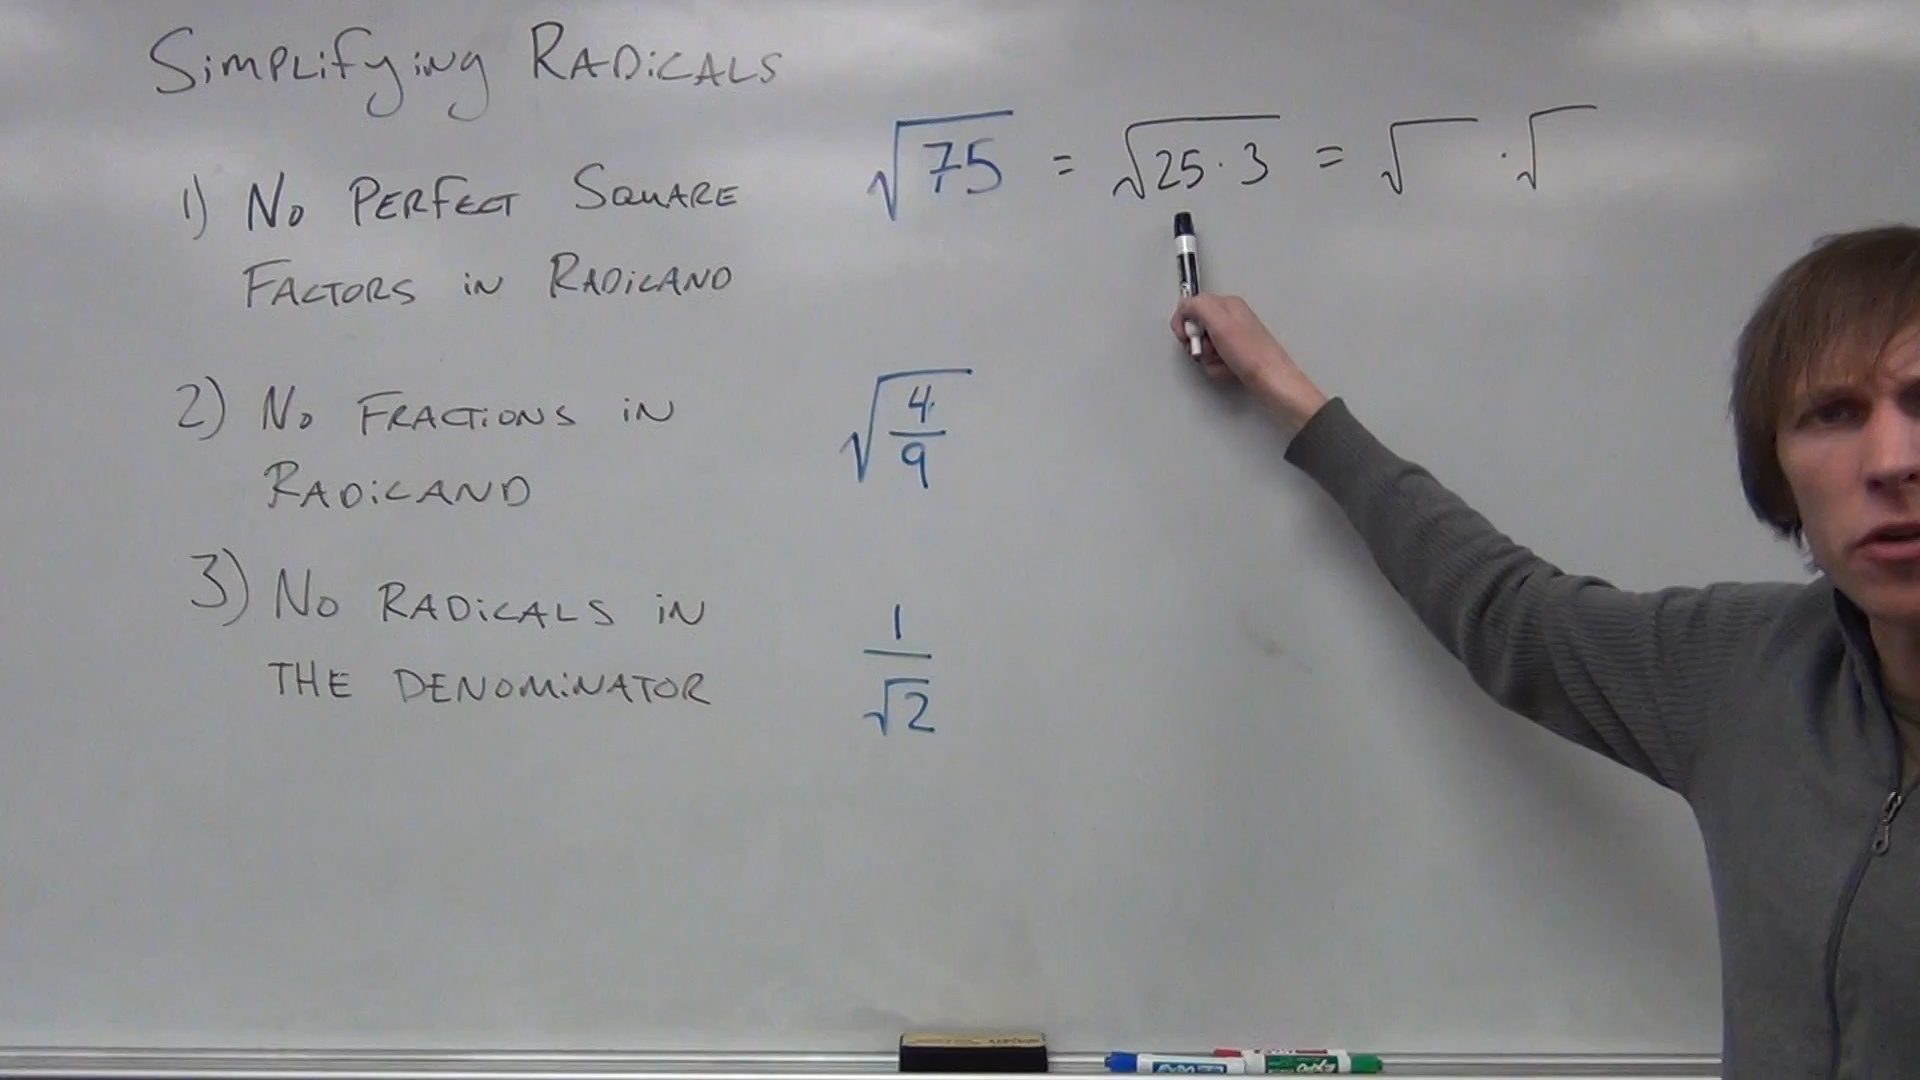 Simplifying Radicals
1) No Perfect Square
Factors in Radicand
√75 = √25·3 = √ · √
2) No Fractions in
Radicand
√4/9
3) No Radicals in
the Denominator
1/√2
EXPO